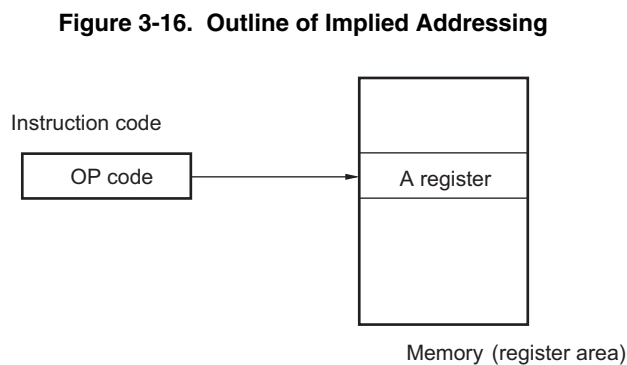 Figure 3-16. Outline of Implied Addressing
Instruction code
OP code
A register
Memory (register area)